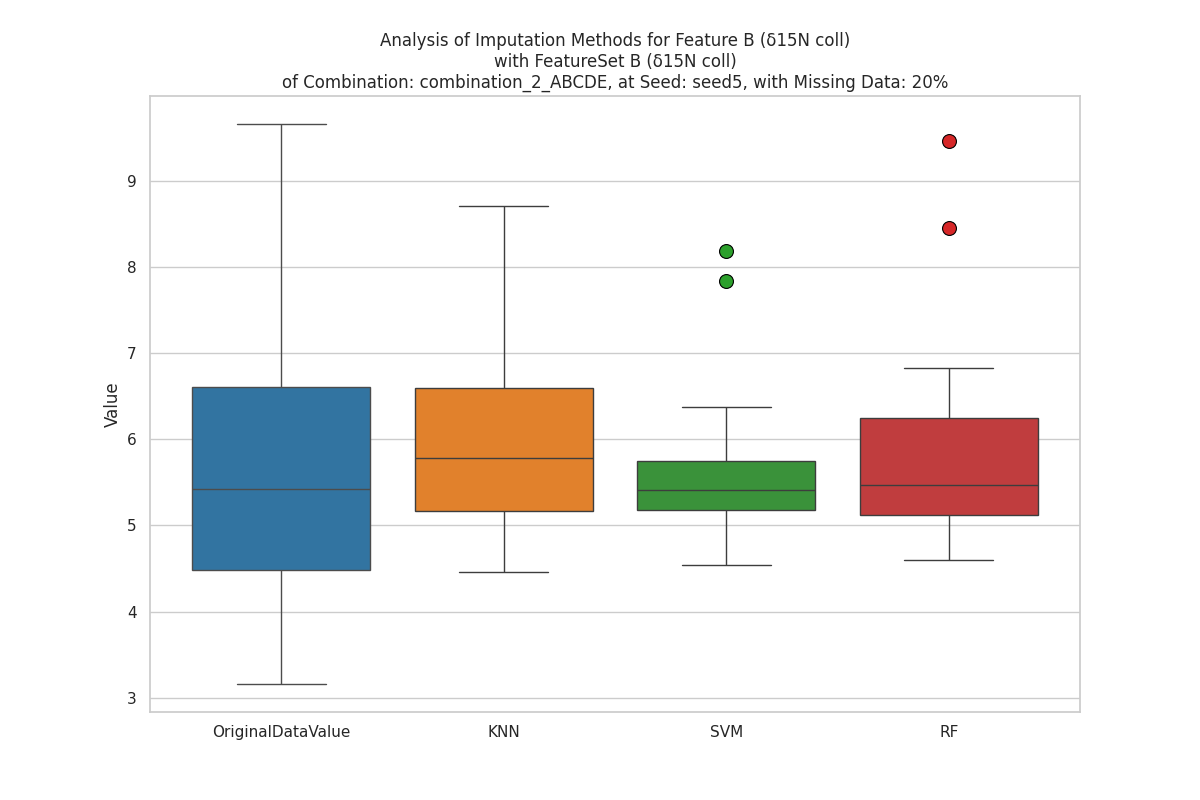 Analysis of Imputation Methods for Feature B (δ15N coll)
with FeatureSet B (δ15N coll)
of Combination: combination_2_ABCDE, at Seed: seed5, with Missing Data: 20%
9
8
7
6
5
4
3
Value
OriginalDataValue
KNN
SVM
RF